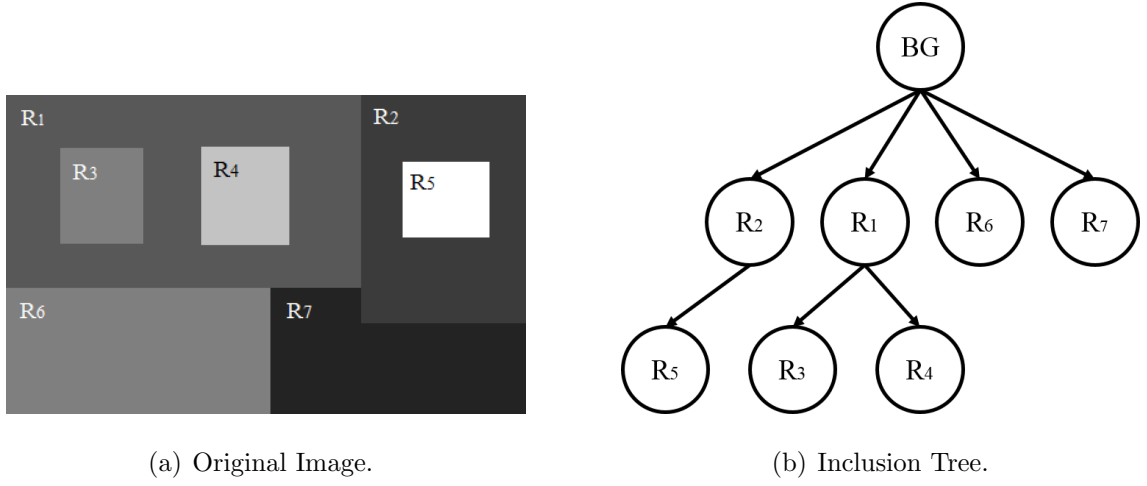 R1
R2
R3
R4
R5
R6
R7
BG
R2
R1
R6
R7
R5
R3
R4
(a) Original Image.
(b) Inclusion Tree.